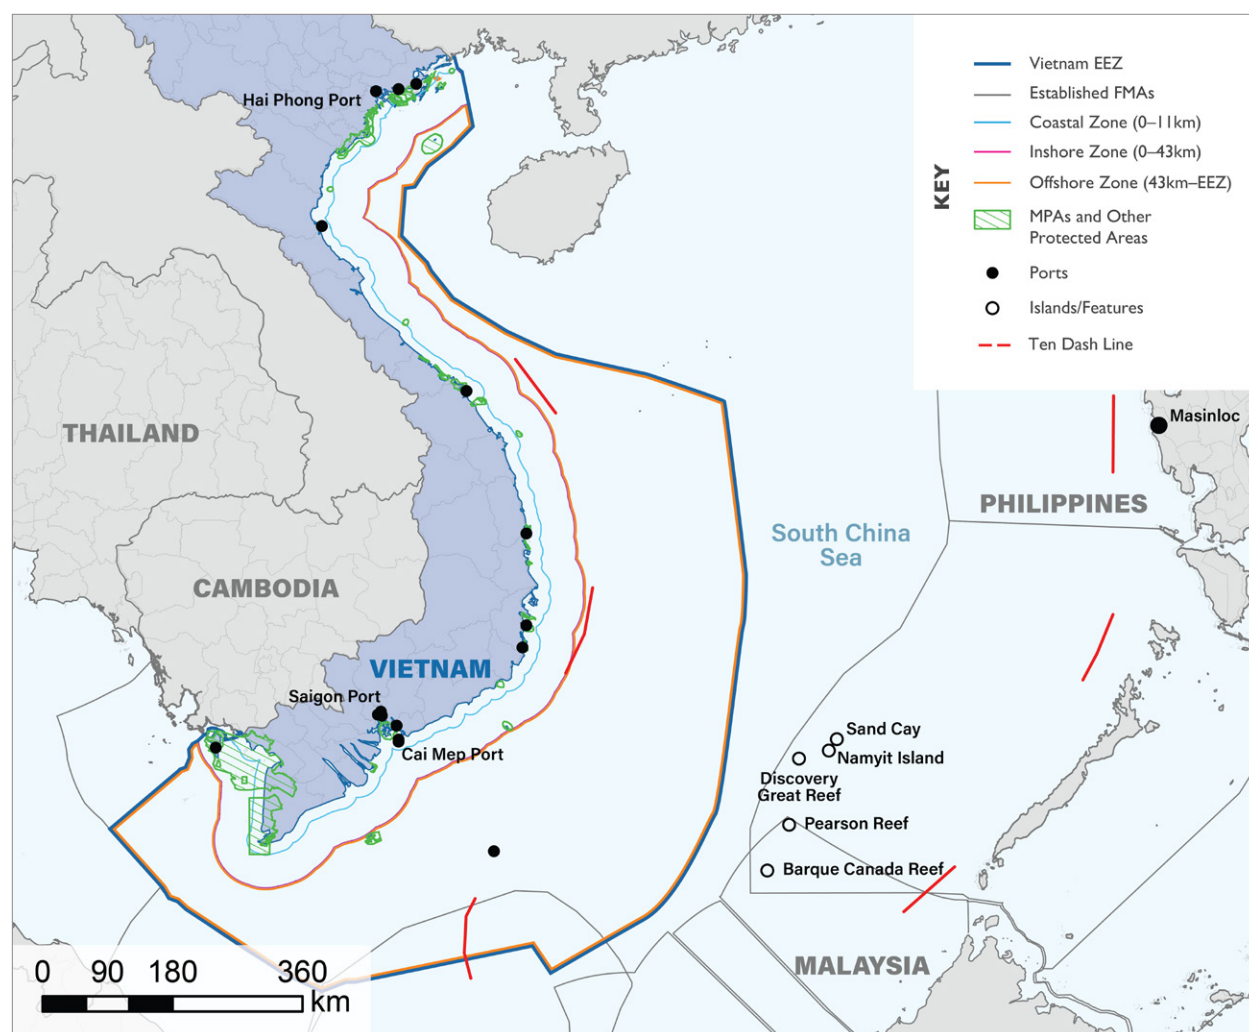 Hai Phong Port
KEY
Vietnam EEZ
Established FMAs
Coastal Zone (0–11km)
Inshore Zone (0–43km)
Offshore Zone (43km–EEZ)
MPAs and Other
Protected Areas
Ports
Islands/Features
Ten Dash Line
THAILAND
Masinloc
PHILIPPINES
South China
Sea
CAMBODIA
VIETNAM
Saigon Port
Cai Mep Port
Sand Cay
Namyit Island
Discovery
Great Reef
Pearson Reef
Barque Canada Reef
MALAYSIA
0 90 180 360
km